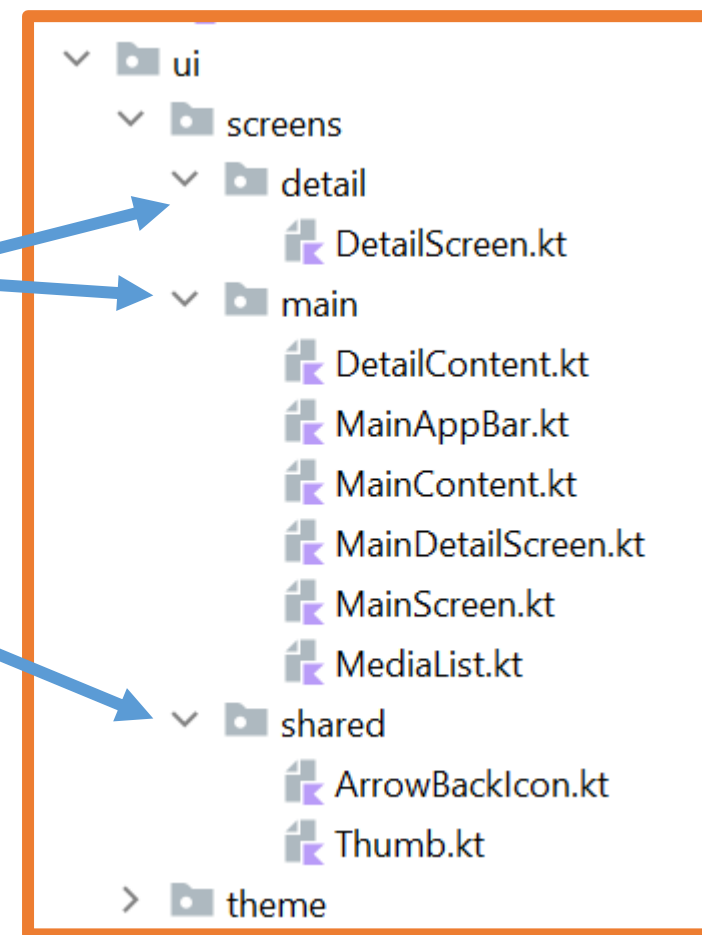 ui
screens
detail
DetailScreen.kt
main
DetailContent.kt
MainAppBar.kt
MainContent.kt
MainDetailScreen.kt
MainScreen.kt
MediaList.kt
shared
ArrowBackIcon.kt
Thumb.kt
theme